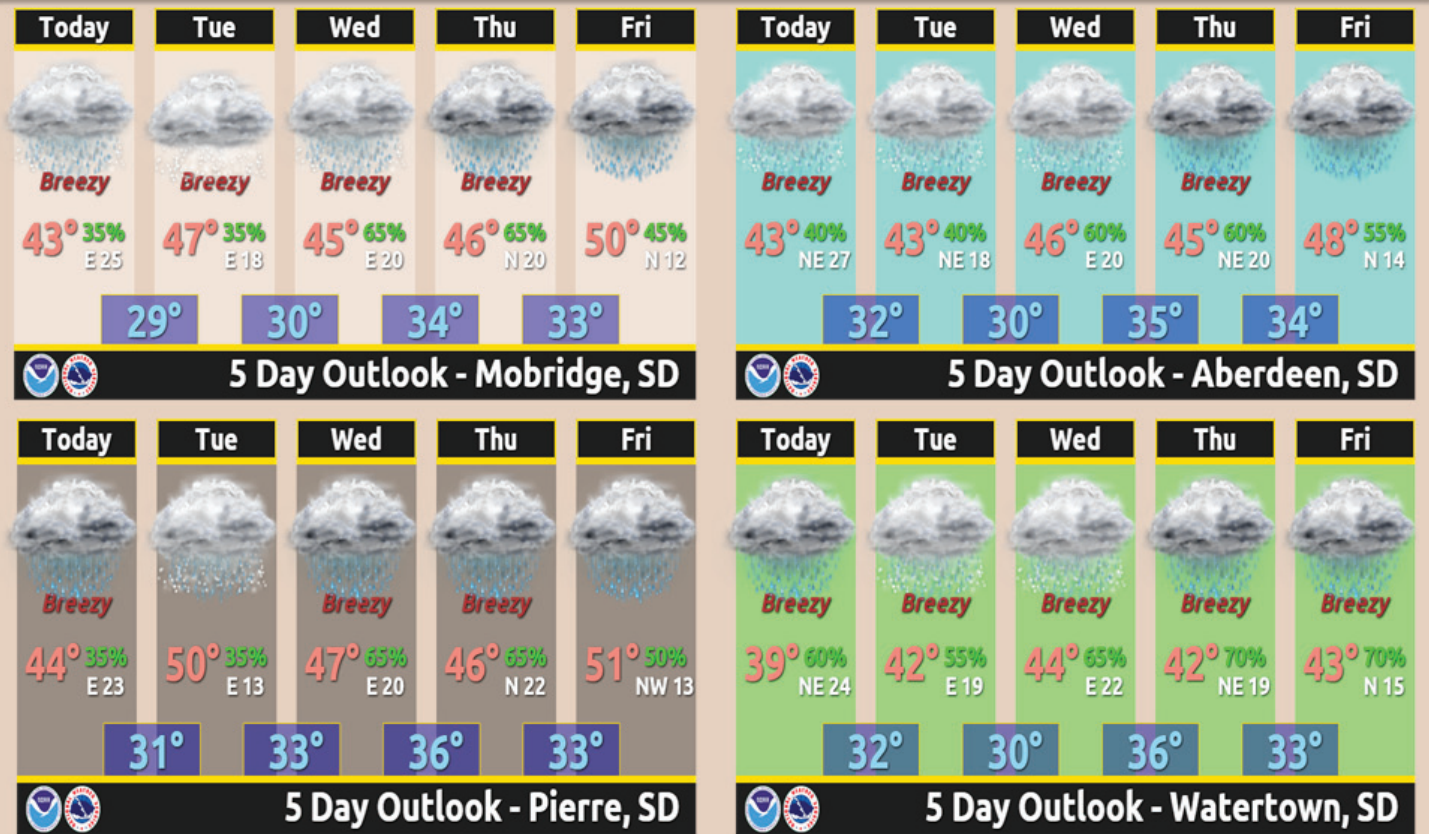 Today Tue Wed Thu Fri
Breezy Breezy Breezy Breezy
43° 35% 47° 35% 45° 65% 46° 65% 50° 45%
E 25 E 18 E 20 N 20 N 12
29° 30° 34° 33°
5 Day Outlook - Mobridge, SD
Today Tue Wed Thu Fri
Breezy Breezy Breezy Breezy
43° 40% 43° 40% 46° 60% 45° 60% 48° 55%
NE 27 NE 18 E 20 NE 20 N 14
32° 30° 35° 34°
5 Day Outlook - Aberdeen, SD
Today Tue Wed Thu Fri
Breezy Breezy Breezy
44° 35% 50° 35% 47° 65% 46° 65% 51° 50%
E 23 E 13 E 20 N 22 NW 13
31° 33° 36° 33°
5 Day Outlook - Pierre, SD
Today Tue Wed Thu Fri
Breezy Breezy Breezy Breezy Breezy
39° 60% 42° 55% 44° 65% 42° 70% 43° 70%
NE 24 E 19 E 22 NE 19 N 15
32° 30° 36° 33°
5 Day Outlook - Watertown, SD